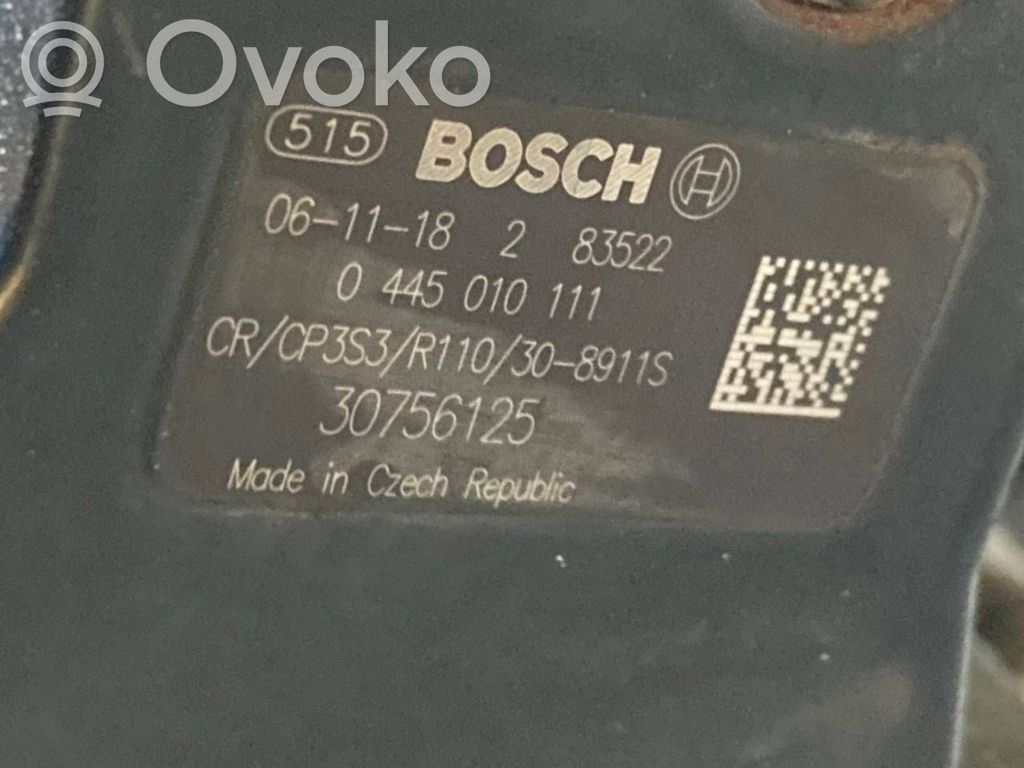 Ovoko
515 BOSCH
06-11-18 2 83522
0 445 010 111
CR/CP3S3/R110/30-8911S
30756125
Made in Czech Republic